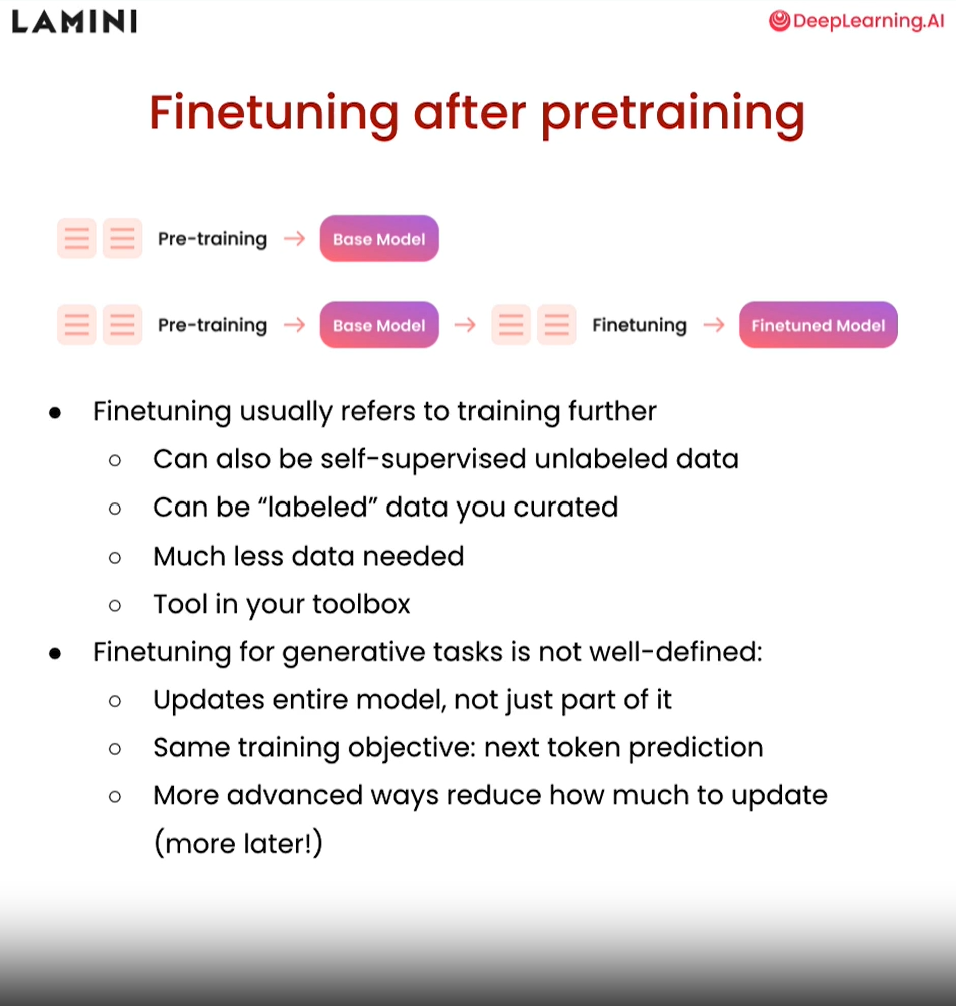 LAMINI
DeepLearning.AI
Finetuning after pretraining
Pre-training → Base Model
Pre-training → Base Model → Finetuning → Finetuned Model
● Finetuning usually refers to training further
○ Can also be self-supervised unlabeled data
○ Can be “labeled” data you curated
○ Much less data needed
○ Tool in your toolbox
● Finetuning for generative tasks is not well-defined:
○ Updates entire model, not just part of it
○ Same training objective: next token prediction
○ More advanced ways reduce how much to update
(more later!)